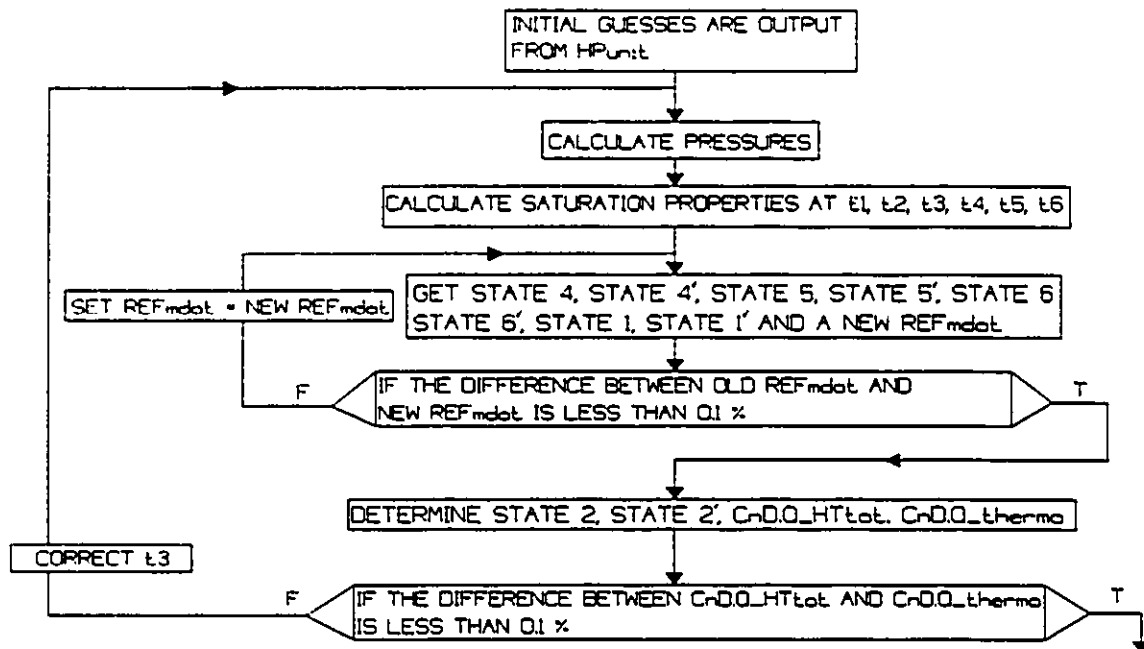 INITIAL GUESSES ARE OUTPUT
FROM HPunit
CALCULATE PRESSURES
CALCULATE SATURATION PROPERTIES AT t1, t2, t3, t4, t5, t6
SET REFmdot = NEW REFmdot
GET STATE 4, STATE 4', STATE 5, STATE 5', STATE 6
STATE 6', STATE 1, STATE 1' AND A NEW REFmdot
F
IF THE DIFFERENCE BETWEEN OLD REFmdot AND
NEW REFmdot IS LESS THAN 0.1 %
T
DETERMINE STATE 2, STATE 2', CnD.Q_HTtot. CnD.Q_thermo
CORRECT t3
F
IF THE DIFFERENCE BETWEEN CnD.Q_HTtot AND CnD.Q_thermo
IS LESS THAN 0.1 %
T